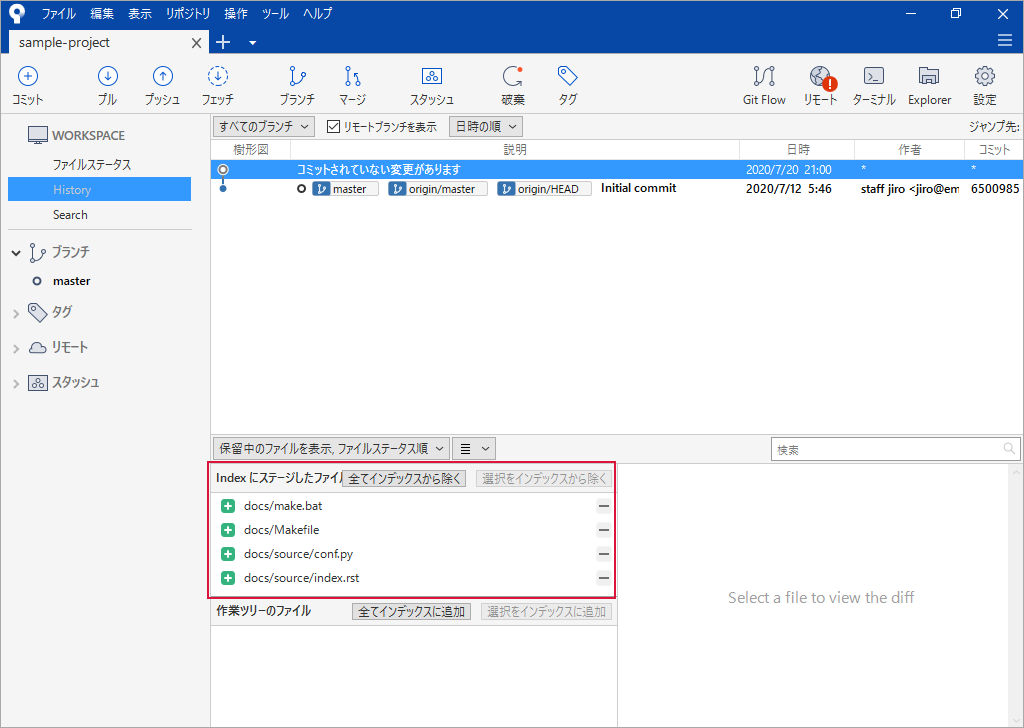 ファイル 編集 表示 リポジトリ 操作 ツール ヘルプ
sample-project
コミット プル プッシュ フェッチ ブランチ マージ スタッシュ 破棄 タグ Git Flow リモート ターミナル Explorer 設定
WORKSPACE
ファイルステータス
History
Search
ブランチ
master
タグ
リモート
スタッシュ
すべてのブランチ リモートブランチを表示 日時の順 ジャンプ先:
樹形図 説明 日時 作者 コミット
コミットされていない変更があります 2020/7/20 21:00 * *
master origin/master origin/HEAD Initial commit 2020/7/12 5:46 staff jiro <jiro@em 6500985
保留中のファイルを表示, ファイルステータス順 検索
Index にステージしたファイル 全てインデックスから除く 選択をインデックスから除く
docs/make.bat
docs/Makefile
docs/source/conf.py
docs/source/index.rst
作業ツリーのファイル 全てインデックスに追加 選択をインデックスに追加
Select a file to view the diff